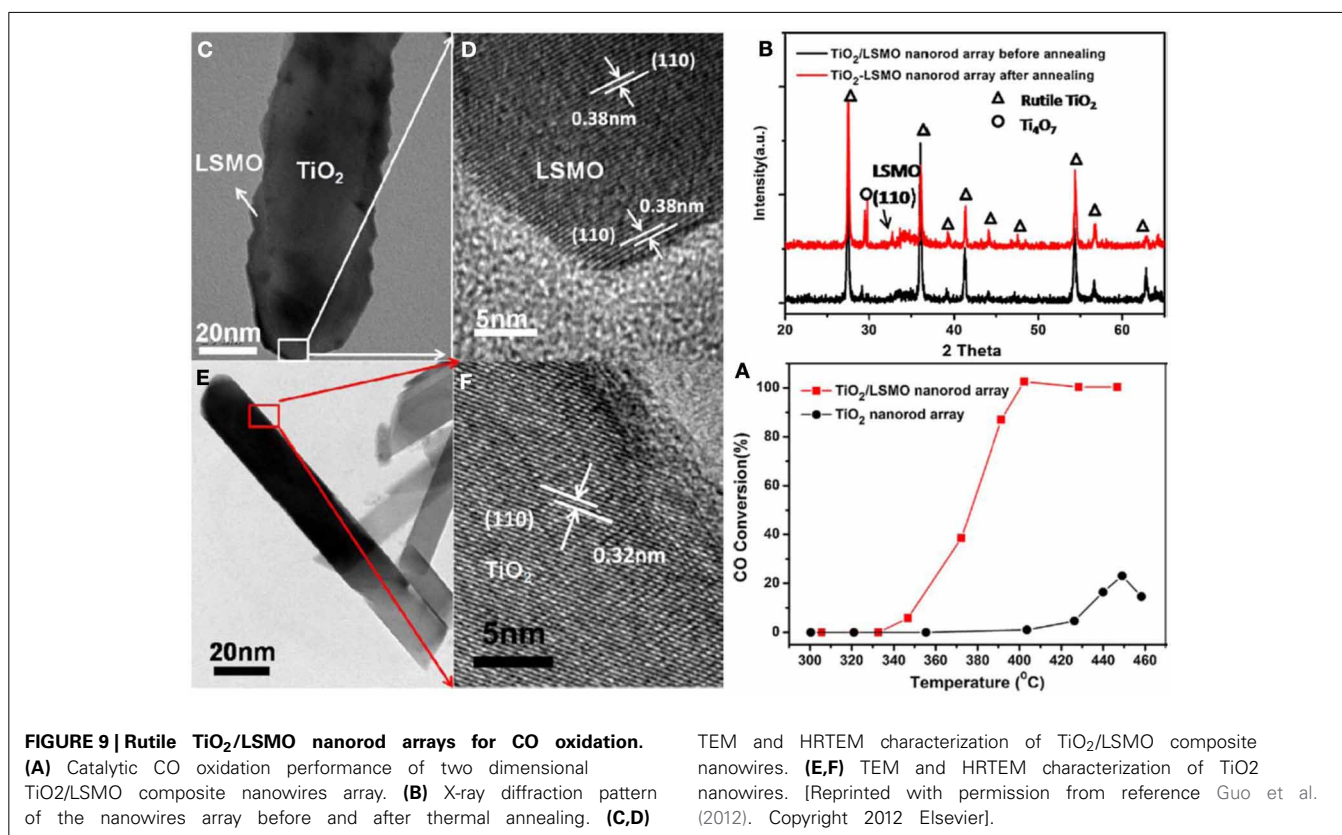 C
LSMO
TiO₂
20nm
D
(110)
0.38nm
LSMO
0.38nm
(110)
5nm
E
20nm
F
(110)
0.32nm
TiO₂
5nm
B
TiO₂/LSMO nanorod array before annealing
TiO₂-LSMO nanorod array after annealing
△ Rutile TiO₂
O Ti₄O₇
LSMO
(110)
Intensity(a.u.)
20 30 40 50 60
2 Theta
A
TiO₂/LSMO nanorod array
TiO₂ nanorod array
CO Conversion(%)
100
80
60
40
20
0
300 320 340 360 380 400 420 440 460
Temperature (⁰C)
FIGURE 9 | Rutile TiO₂/LSMO nanorod arrays for CO oxidation.
(A) Catalytic CO oxidation performance of two dimensional
TiO2/LSMO composite nanowires array. (B) X-ray diffraction pattern
of the nanowires array before and after thermal annealing. (C,D)
TEM and HRTEM characterization of TiO₂/LSMO composite
nanowires. (E,F) TEM and HRTEM characterization of TiO2
nanowires. [Reprinted with permission from reference Guo et al.
(2012). Copyright 2012 Elsevier].